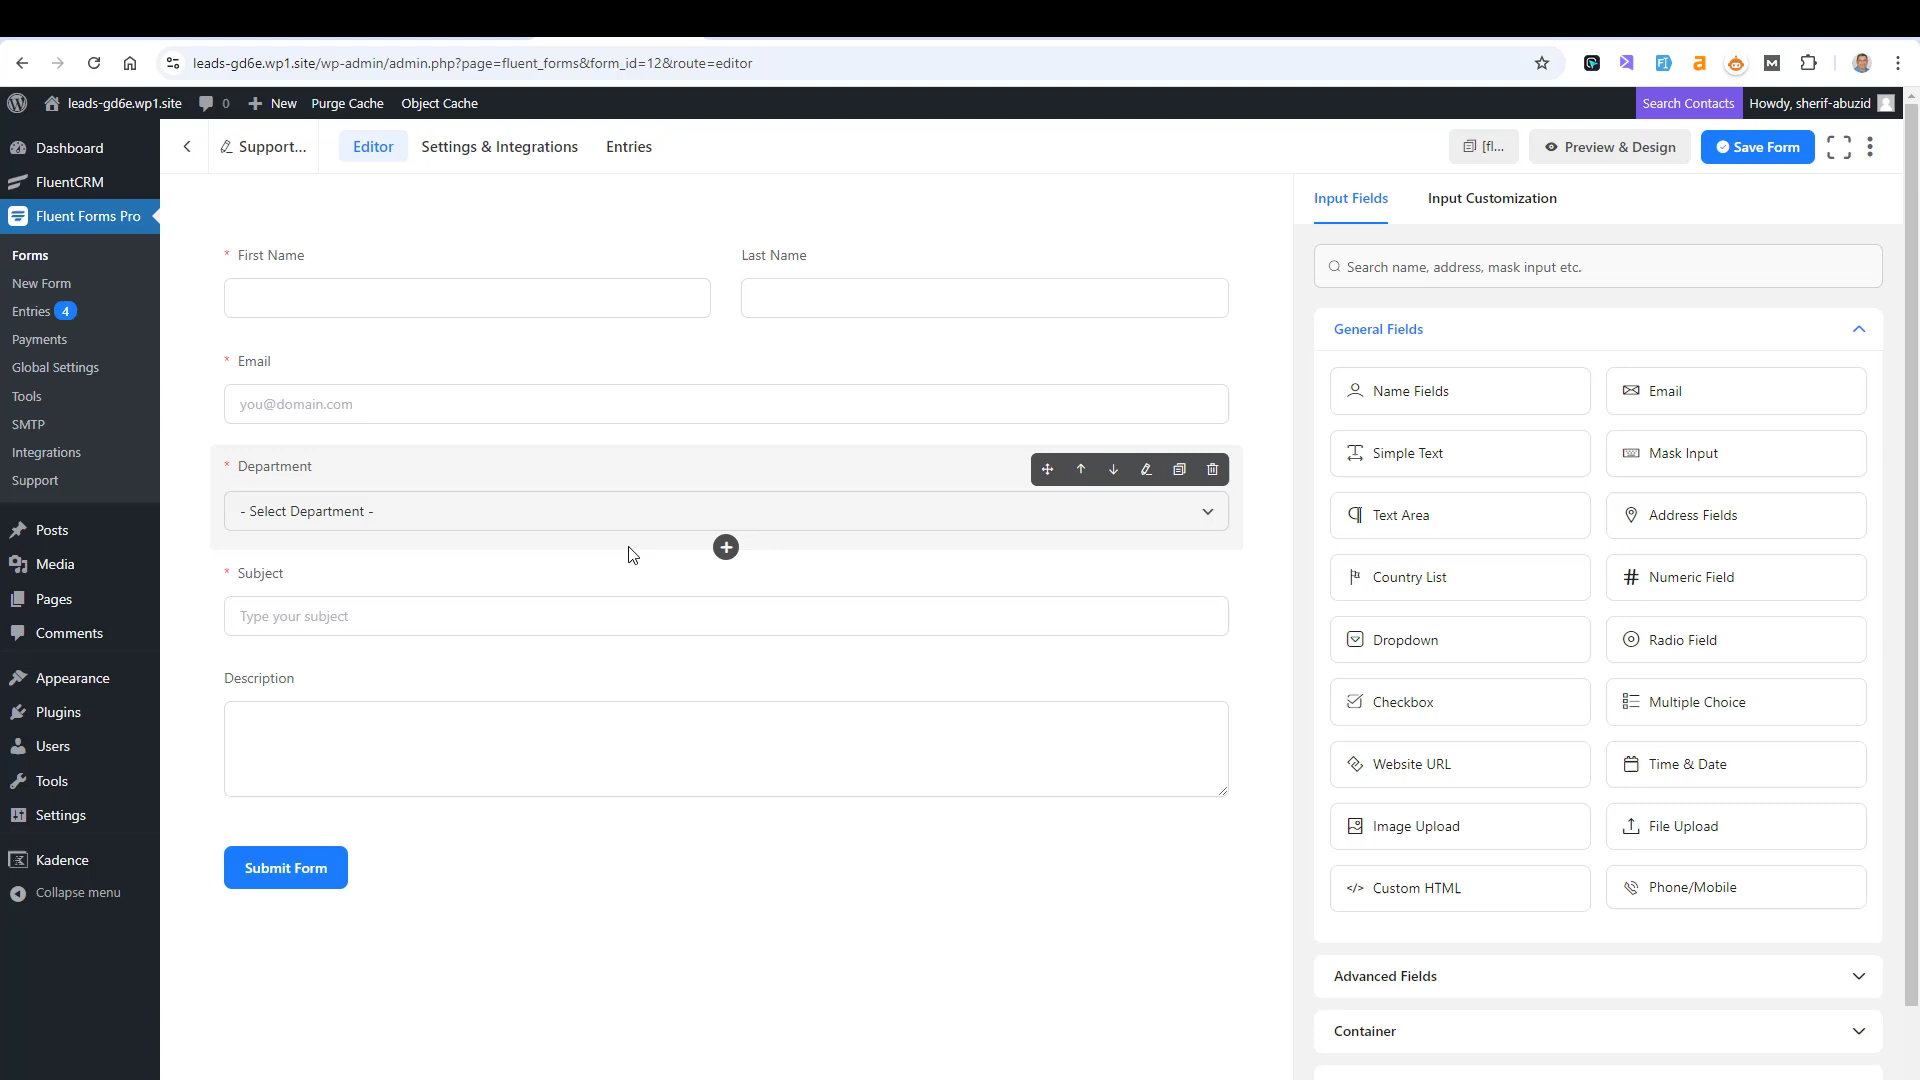 leads-gd6e.wp1.site/wp-admin/admin.php?page=fluent_forms&form_id=12&route=editor
leads-gd6e.wp1.site 0 New Purge Cache Object Cache Search Contacts Howdy, sherif-abuzid
Dashboard
FluentCRM
Fluent Forms Pro
Forms
New Form
Entries 4
Payments
Global Settings
Tools
SMTP
Integrations
Support
Posts
Media
Pages
Comments
Appearance
Plugins
Users
Tools
Settings
Kadence
Collapse menu
Support... Editor Settings & Integrations Entries [fl... Preview & Design Save Form
* First Name
Last Name
* Email
you@domain.com
* Department
- Select Department -
* Subject
Type your subject
Description
Submit Form
Input Fields Input Customization
Search name, address, mask input etc.
General Fields
Name Fields Email
Simple Text Mask Input
Text Area Address Fields
Country List Numeric Field
Dropdown Radio Field
Checkbox Multiple Choice
Website URL Time & Date
Image Upload File Upload
Custom HTML Phone/Mobile
Advanced Fields
Container